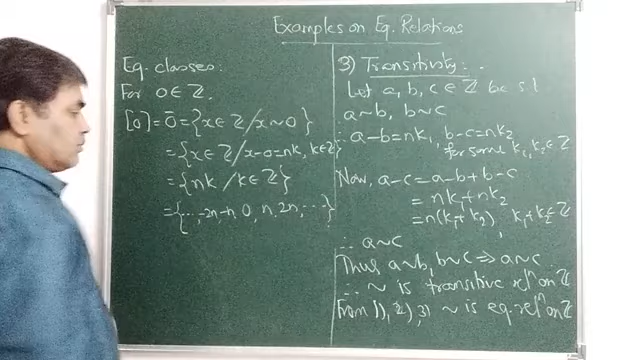 Examples on Eq. Relations
Eq. classes:
For 0 ∈ ℤ.
[0] = 0̄ = {x ∈ ℤ / x ~ 0}
= {x ∈ ℤ / x-0 = nk, k ∈ ℤ}
= {nk / k ∈ ℤ}
= {..., -2n, -n, 0, n, 2n, ...}
3) Transitivity:..
Let a, b, c ∈ ℤ be s.t
a ~ b, b ~ c
∴ a-b = nk₁, b-c = nk₂
for some k₁, k₂ ∈ ℤ
Now, a-c = a-b+b-c
= nk₁ + nk₂
= n(k₁+k₂), k₁+k₂ ∈ ℤ
∴ a ~ c
Thus a ~ b, b ~ c ⟹ a ~ c
∴ ~ is transitive relⁿ on ℤ
From 1), 2), 3) ~ is eq. relⁿ on ℤ